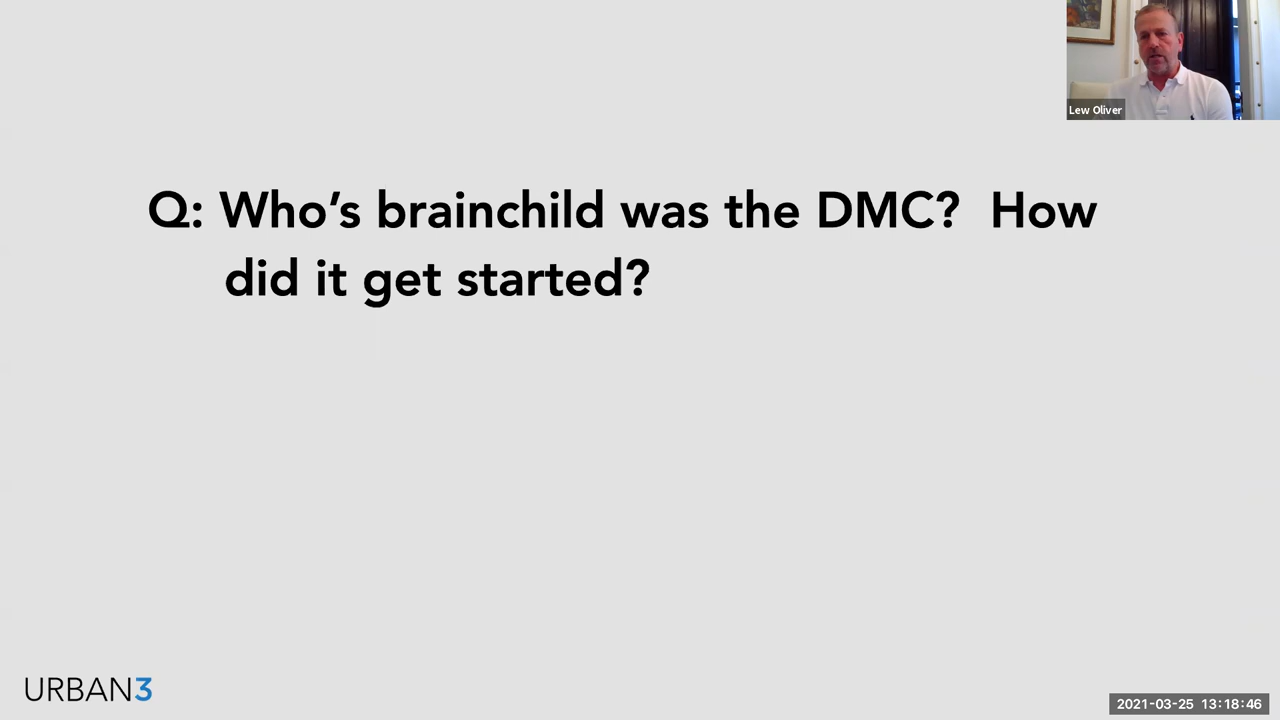 Lew Oliver
Q: Who's brainchild was the DMC?  How
did it get started?
URBAN3
2021-03-25 13:18:46